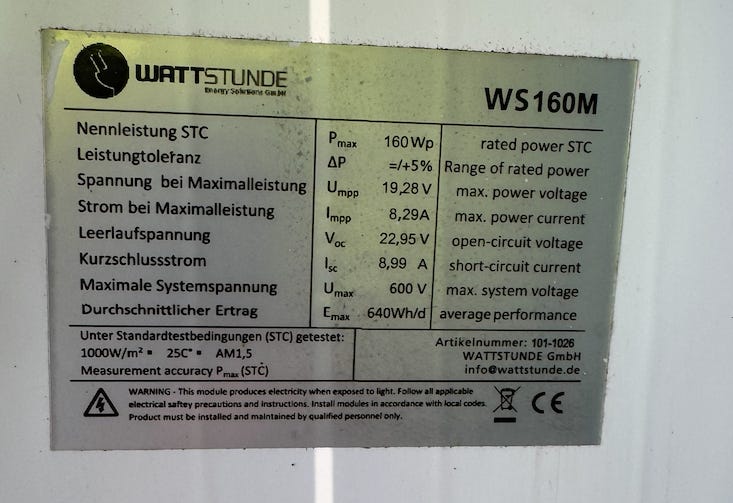 WATTSTUNDE
Energy Solutions GmbH
WS160M
Nennleistung STC Pmax 160Wp rated power STC
Leistungtoleranz ΔP =/+5% Range of rated power
Spannung bei Maximalleistung Umpp 19,28 V max. power voltage
Strom bei Maximalleistung Impp 8,29A max. power current
Leerlaufspannung Voc 22,95 V open-circuit voltage
Kurzschlussstrom Isc 8,99 A short-circuit current
Maximale Systemspannung Umax 600 V max. system voltage
Durchschnittlicher Ertrag Emax 640Wh/d average performance
Unter Standardtestbedingungen (STC) getestet:
1000W/m² ▪ 25C° ▪ AM1,5
Measurement accuracy Pmax (STC)
Artikelnummer: 101-1026
WATTSTUNDE GmbH
info@wattstunde.de
WARNING - This module produces electricity when exposed to light. Follow all applicable
electrical saftey precautions and instructions. Install modules in accordance with local codes.
Product must be installed and maintained by qualified personnel only.
CE